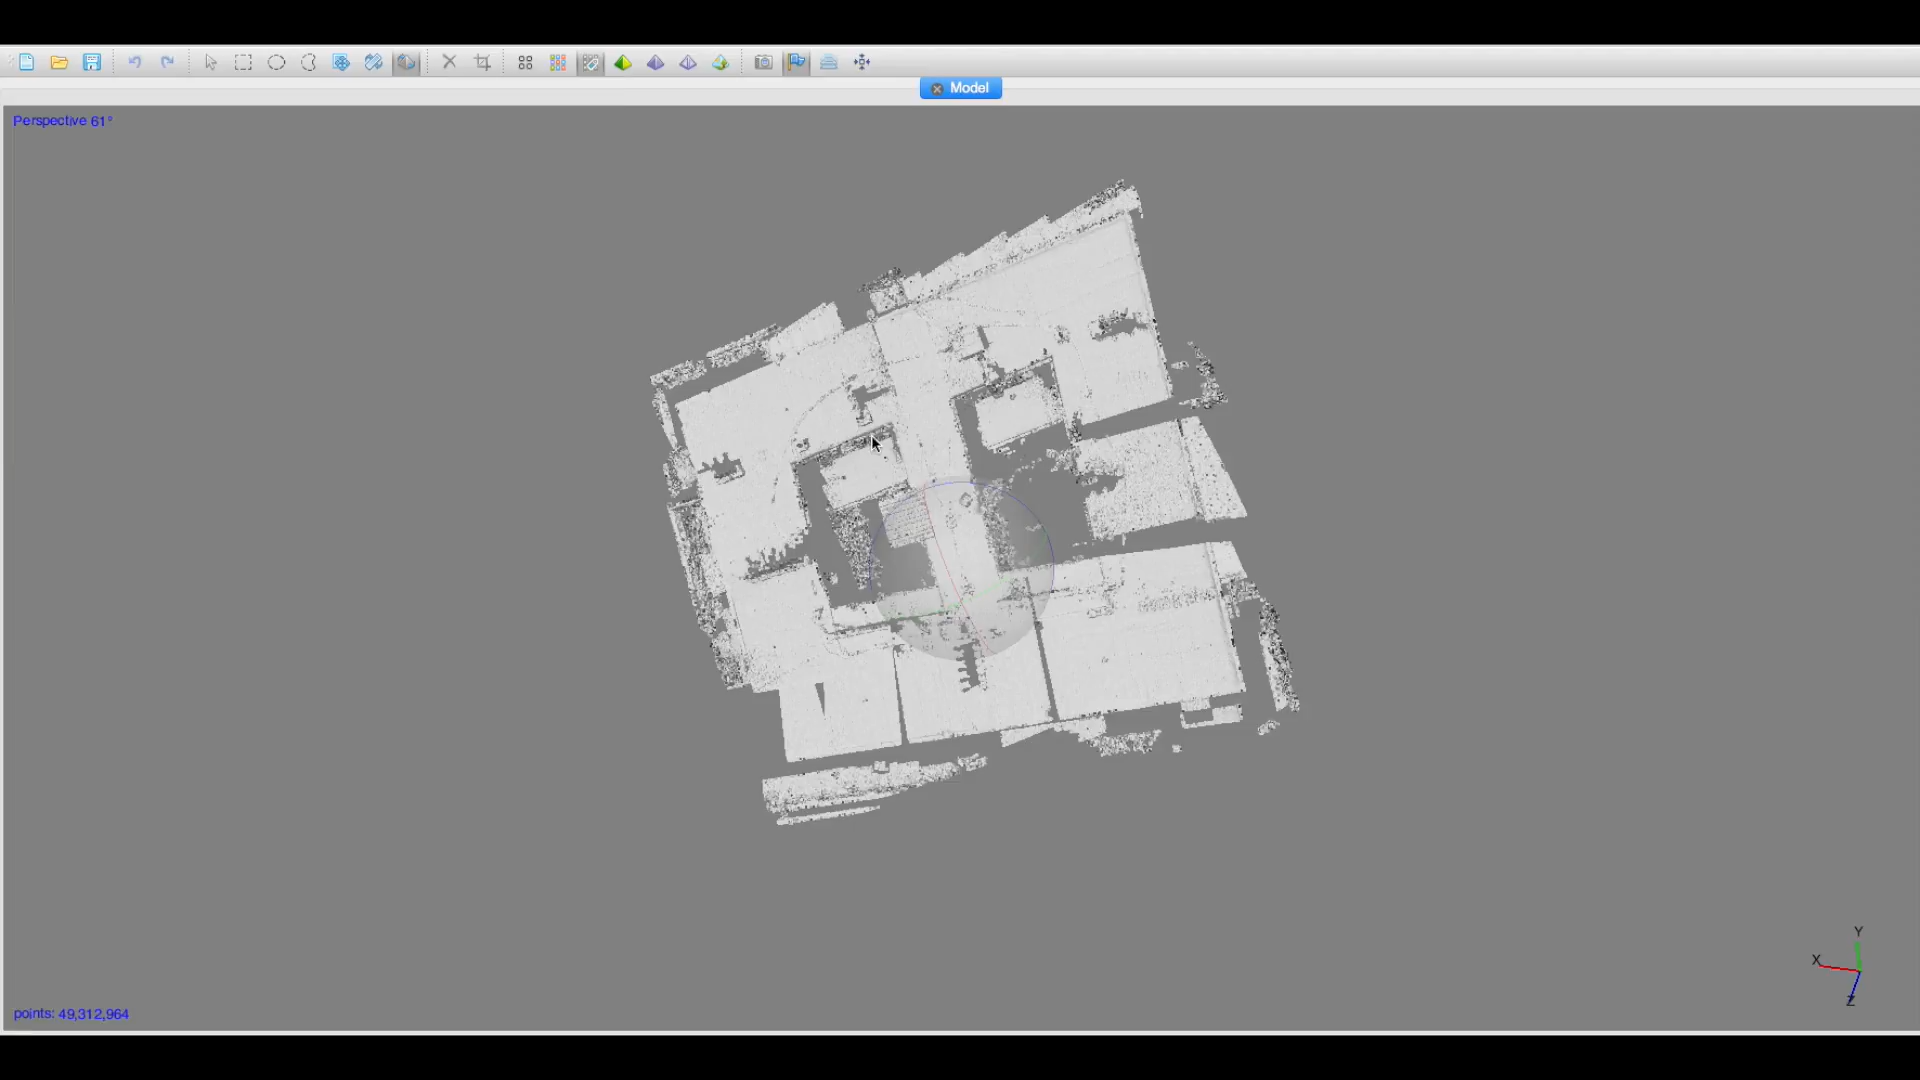 Model
Perspective 61°
Y
X
Z
points: 49,312,964